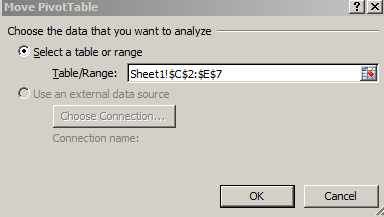 Move PivotTable
Choose the data that you want to analyze
Select a table or range
Table/Range: Sheet1!$C$2:$E$7
Use an external data source
Choose Connection...
Connection name:
OK Cancel